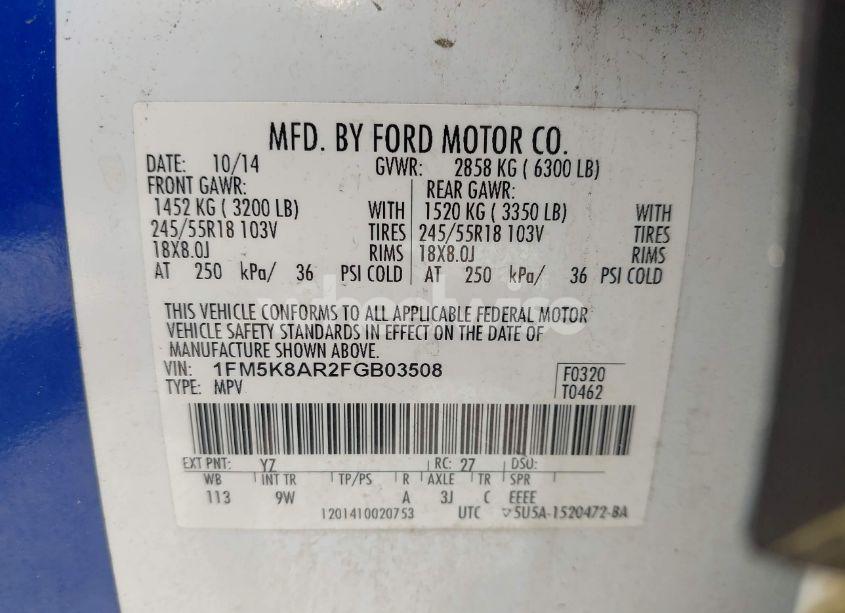 MFD. BY FORD MOTOR CO.
DATE: 10/14 GVWR: 2858 KG ( 6300 LB)
FRONT GAWR: REAR GAWR:
1452 KG ( 3200 LB) WITH 1520 KG ( 3350 LB) WITH
245/55R18 103V TIRES 245/55R18 103V TIRES
18X8.0J RIMS 18X8.0J RIMS
AT 250 kPa/ 36 PSI COLD AT 250 kPa/ 36 PSI COLD
THIS VEHICLE CONFORMS TO ALL APPLICABLE FEDERAL MOTOR
VEHICLE SAFETY STANDARDS IN EFFECT ON THE DATE OF
MANUFACTURE SHOWN ABOVE.
VIN: 1FM5K8AR2FGB03508 F0320
TYPE: MPV T0462
EXT PNT: YZ RC: 27 DSO:
WB INT TR TP/PS R AXLE TR SPR
113 9W A 3J C EEEE
1201410020753 UTC ▽5U5A-1520472-BA